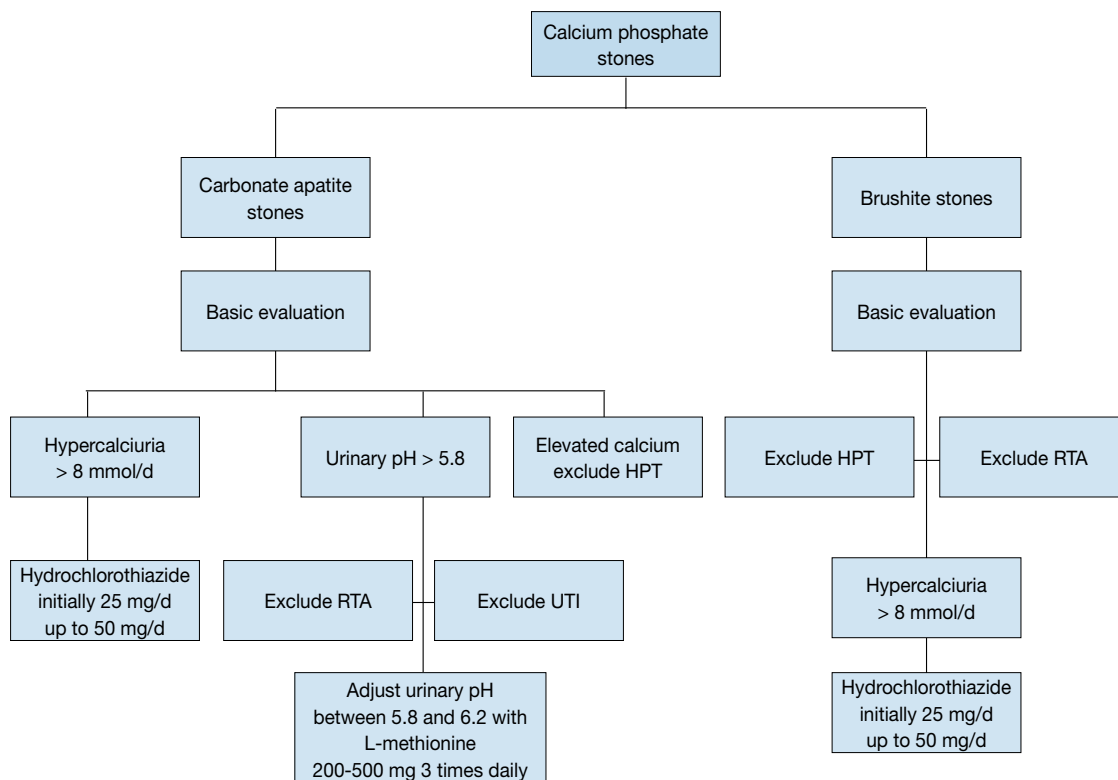 Calcium phosphate
stones
Carbonate apatite
stones
Brushite stones
Basic evaluation
Basic evaluation
Hypercalciuria
> 8 mmol/d
Urinary pH > 5.8
Elevated calcium
exclude HPT
Exclude HPT
Exclude RTA
Hydrochlorothiazide
initially 25 mg/d
up to 50 mg/d
Exclude RTA
Exclude UTI
Hypercalciuria
> 8 mmol/d
Adjust urinary pH
between 5.8 and 6.2 with
L-methionine
200-500 mg 3 times daily
Hydrochlorothiazide
initially 25 mg/d
up to 50 mg/d